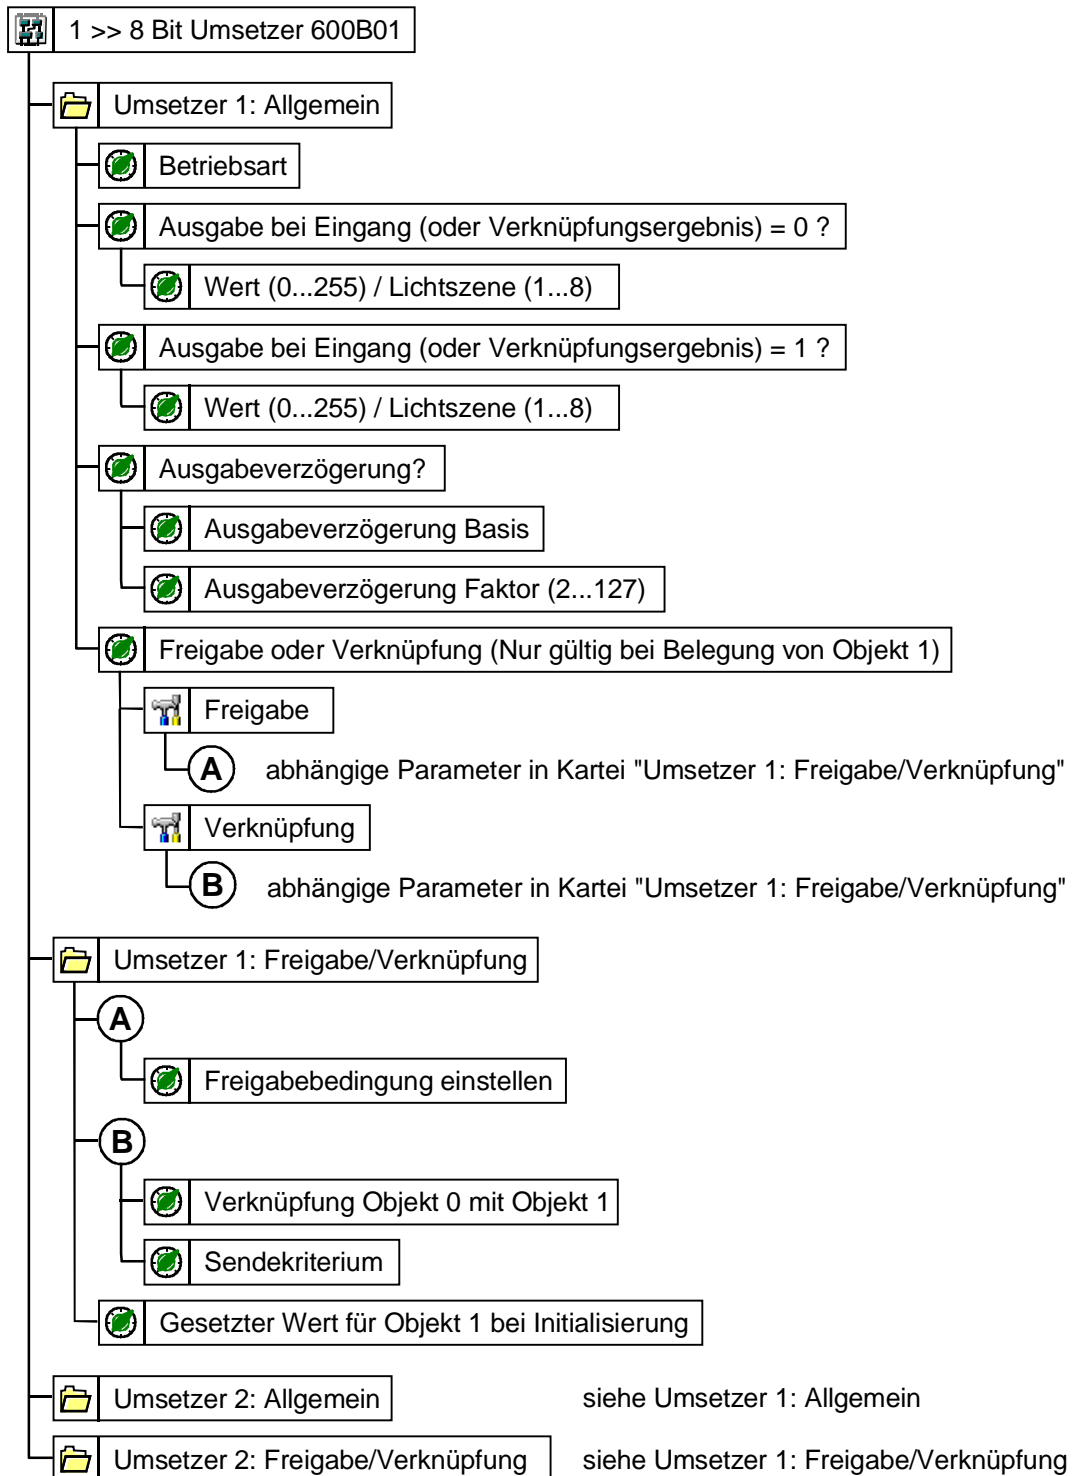 1 >> 8 Bit Umsetzer 600B01
Umsetzer 1: Allgemein
Betriebsart
Ausgabe bei Eingang (oder Verknüpfungsergebnis) = 0 ?
Wert (0...255) / Lichtszene (1...8)
Ausgabe bei Eingang (oder Verknüpfungsergebnis) = 1 ?
Wert (0...255) / Lichtszene (1...8)
Ausgabeverzögerung?
Ausgabeverzögerung Basis
Ausgabeverzögerung Faktor (2...127)
Freigabe oder Verknüpfung (Nur gültig bei Belegung von Objekt 1)
Freigabe
A abhängige Parameter in Kartei "Umsetzer 1: Freigabe/Verknüpfung"
Verknüpfung
B abhängige Parameter in Kartei "Umsetzer 1: Freigabe/Verknüpfung"
Umsetzer 1: Freigabe/Verknüpfung
A
Freigabebedingung einstellen
B
Verknüpfung Objekt 0 mit Objekt 1
Sendekriterium
Gesetzter Wert für Objekt 1 bei Initialisierung
Umsetzer 2: Allgemein siehe Umsetzer 1: Allgemein
Umsetzer 2: Freigabe/Verknüpfung siehe Umsetzer 1: Freigabe/Verknüpfung